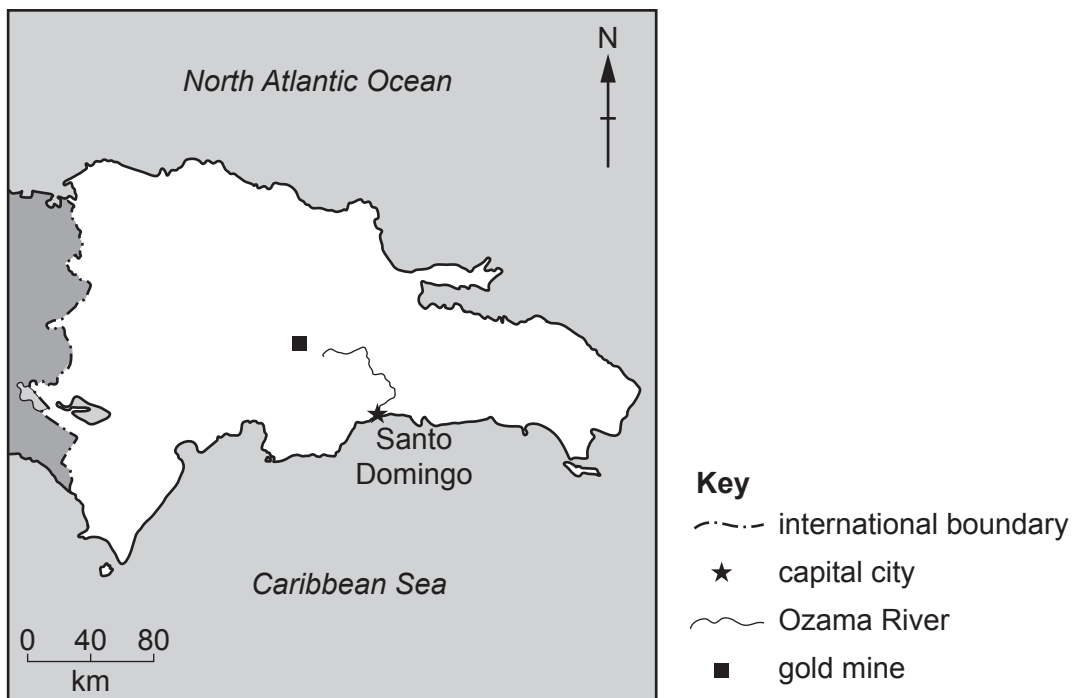 North Atlantic Ocean
N
Santo
Domingo
Caribbean Sea
0 40 80
km
Key
international boundary
capital city
Ozama River
gold mine